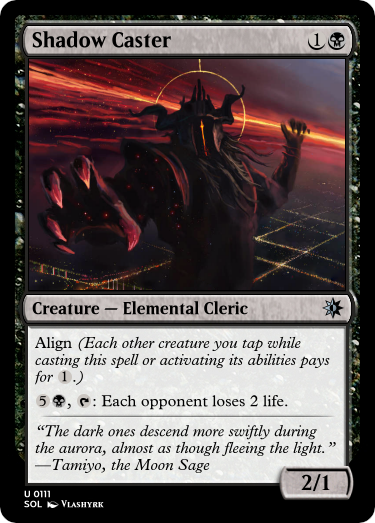 Shadow Caster 1
Creature — Elemental Cleric
Align (Each other creature you tap while
casting this spell or activating its abilities pays
for 1.)
5, : Each opponent loses 2 life.
“The dark ones descend more swiftly during
the aurora, almost as though fleeing the light.”
—Tamiyo, the Moon Sage
2/1
U 0111
SOL Vlashyrk